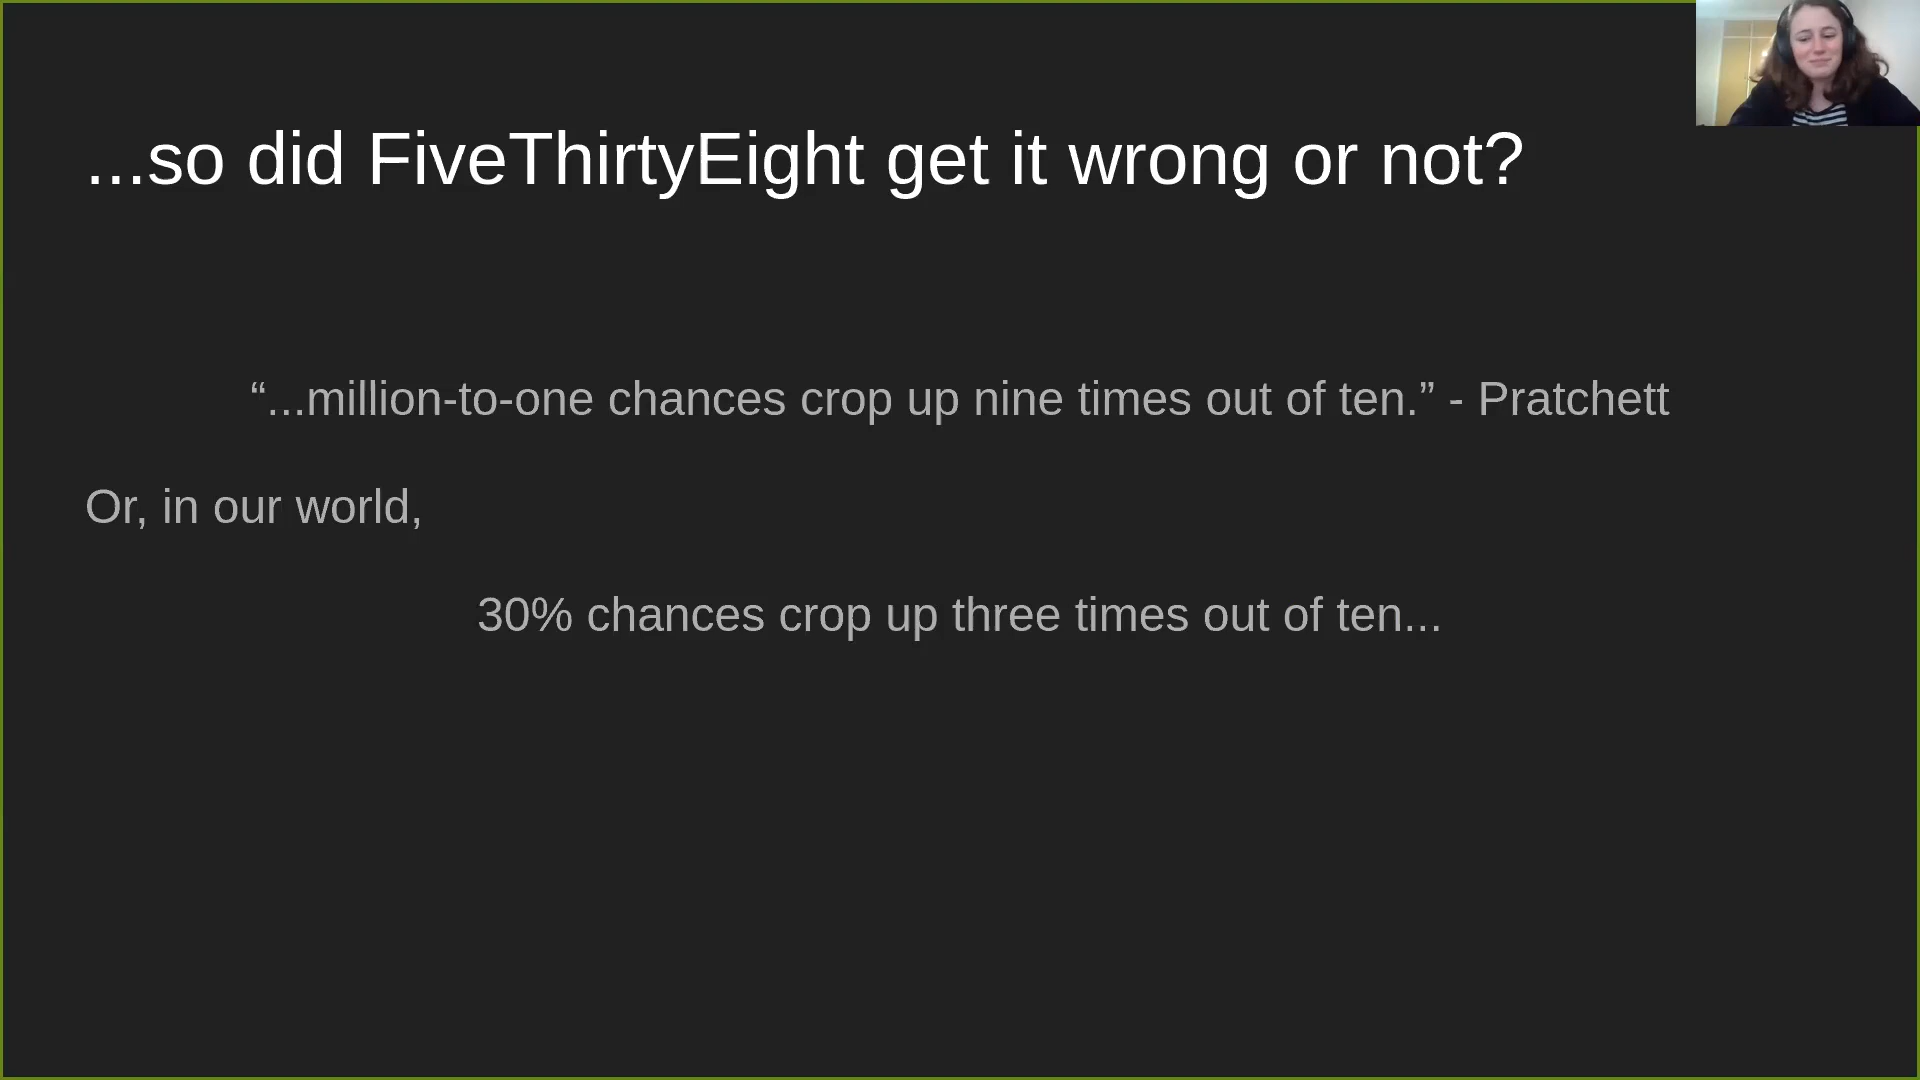 ...so did FiveThirtyEight get it wrong or not?
“...million-to-one chances crop up nine times out of ten.” - Pratchett
Or, in our world,
30% chances crop up three times out of ten...